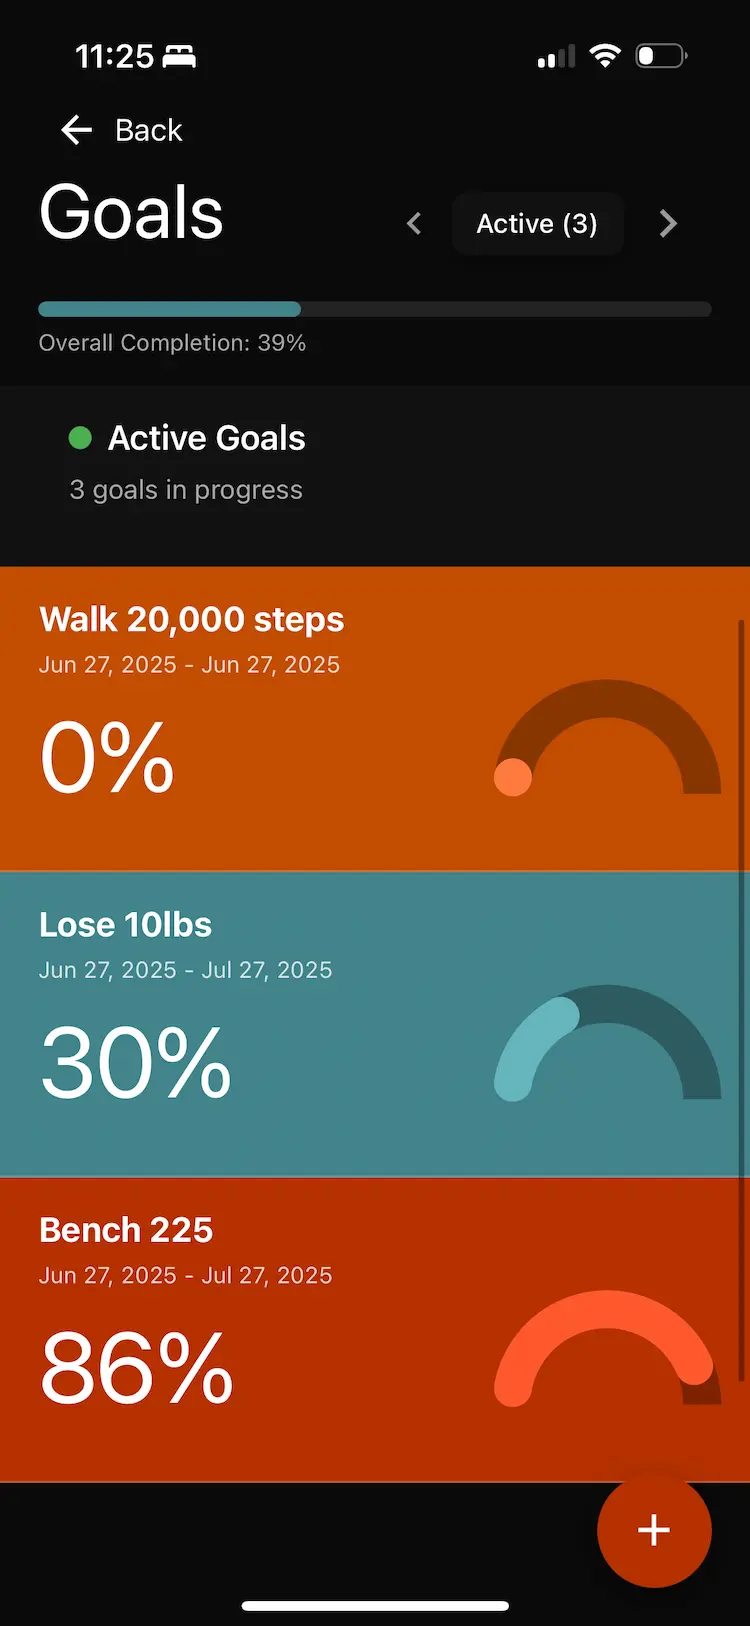 11:25
Back
Goals
Active (3)
Overall Completion: 39%
Active Goals
3 goals in progress
Walk 20,000 steps
Jun 27, 2025 - Jun 27, 2025
0%
Lose 10lbs
Jun 27, 2025 - Jul 27, 2025
30%
Bench 225
Jun 27, 2025 - Jul 27, 2025
86%
+